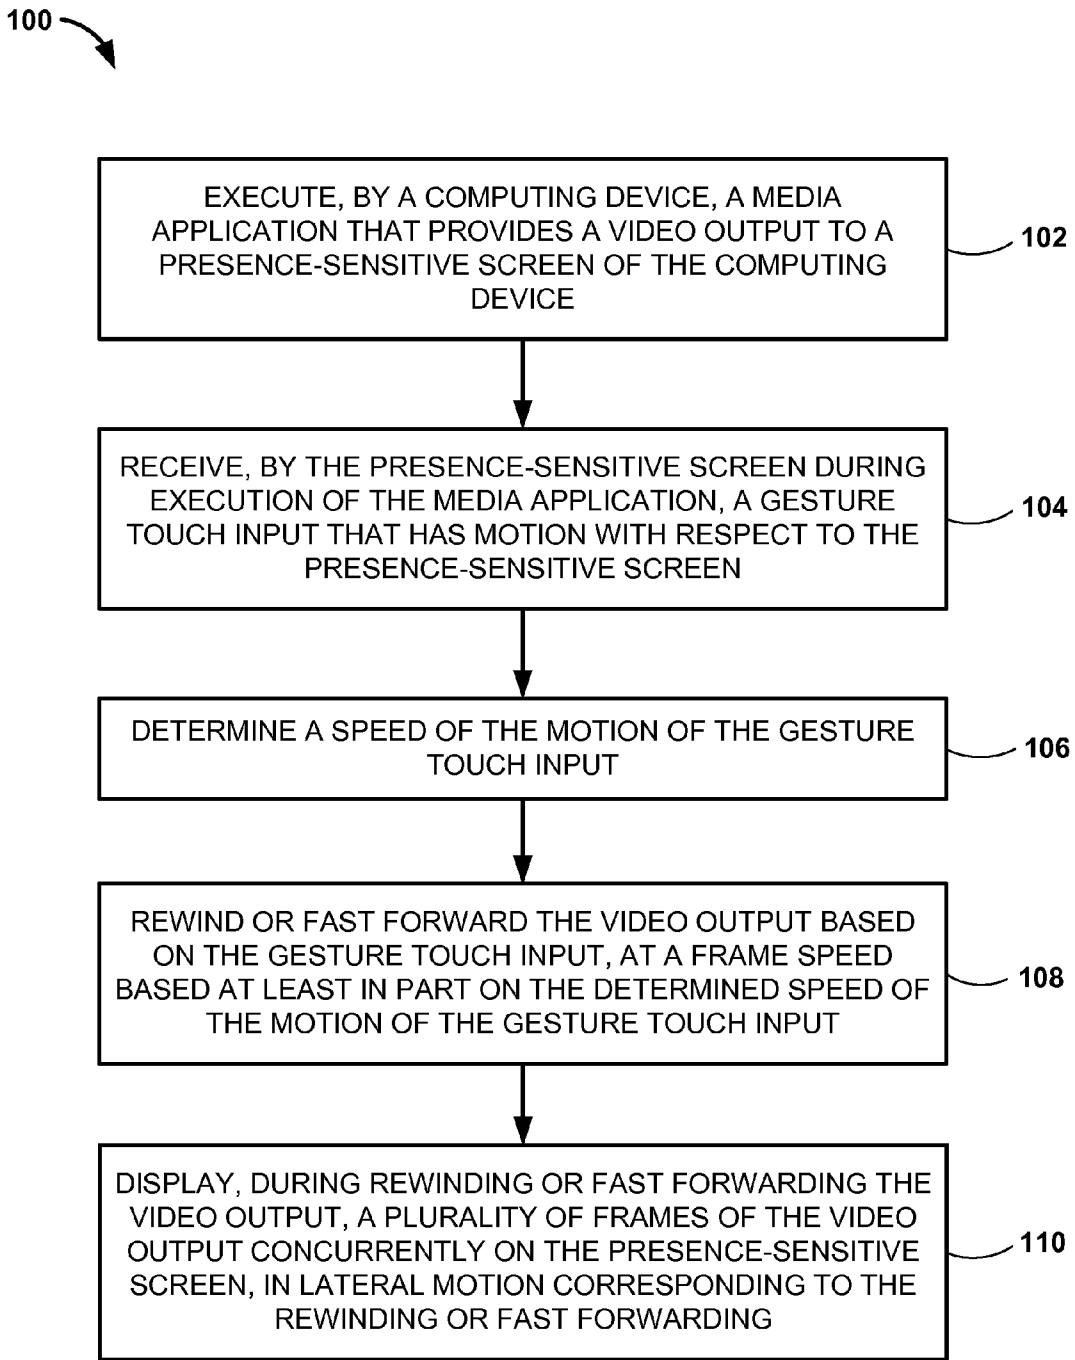 100
EXECUTE, BY A COMPUTING DEVICE, A MEDIA
APPLICATION THAT PROVIDES A VIDEO OUTPUT TO A
PRESENCE-SENSITIVE SCREEN OF THE COMPUTING
DEVICE
102
RECEIVE, BY THE PRESENCE-SENSITIVE SCREEN DURING
EXECUTION OF THE MEDIA APPLICATION, A GESTURE
TOUCH INPUT THAT HAS MOTION WITH RESPECT TO THE
PRESENCE-SENSITIVE SCREEN
104
DETERMINE A SPEED OF THE MOTION OF THE GESTURE
TOUCH INPUT
106
REWIND OR FAST FORWARD THE VIDEO OUTPUT BASED
ON THE GESTURE TOUCH INPUT, AT A FRAME SPEED
BASED AT LEAST IN PART ON THE DETERMINED SPEED OF
THE MOTION OF THE GESTURE TOUCH INPUT
108
DISPLAY, DURING REWINDING OR FAST FORWARDING THE
VIDEO OUTPUT, A PLURALITY OF FRAMES OF THE VIDEO
OUTPUT CONCURRENTLY ON THE PRESENCE-SENSITIVE
SCREEN, IN LATERAL MOTION CORRESPONDING TO THE
REWINDING OR FAST FORWARDING
110